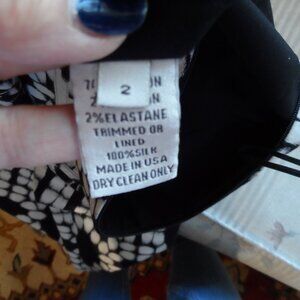 2
2% ELASTANE
TRIMMED OR
LINED
100% SILK
MADE IN USA
DRY CLEAN ONLY